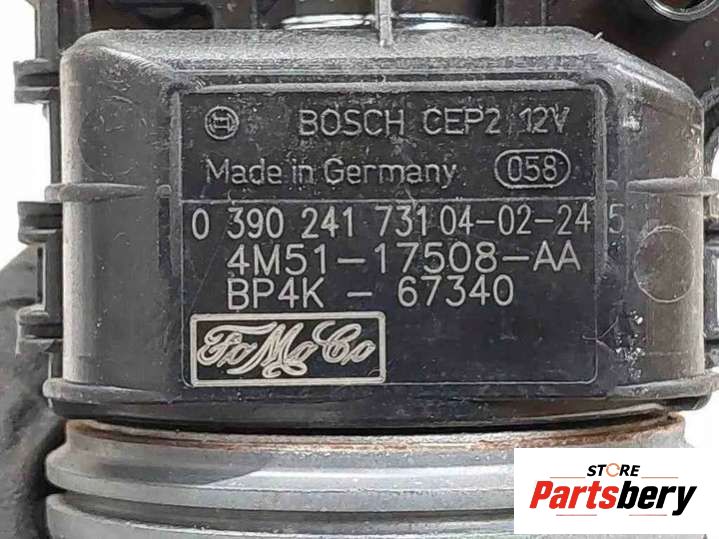 BOSCH CEP2 12V
Made in Germany 058
0 390 241 731 04-02-24 5
4M51-17508-AA
BP4K - 67340
FoMoCo
STORE
Partsbery